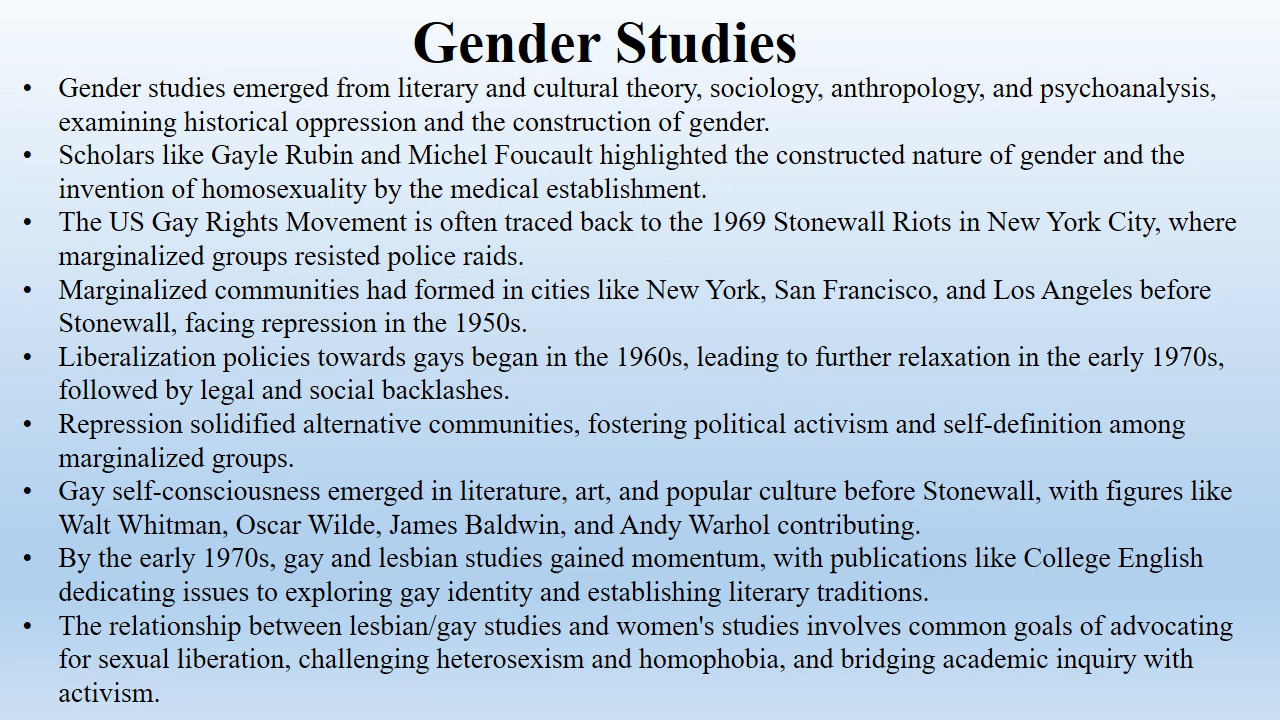 Gender Studies
• Gender studies emerged from literary and cultural theory, sociology, anthropology, and psychoanalysis,
examining historical oppression and the construction of gender.
• Scholars like Gayle Rubin and Michel Foucault highlighted the constructed nature of gender and the
invention of homosexuality by the medical establishment.
• The US Gay Rights Movement is often traced back to the 1969 Stonewall Riots in New York City, where
marginalized groups resisted police raids.
• Marginalized communities had formed in cities like New York, San Francisco, and Los Angeles before
Stonewall, facing repression in the 1950s.
• Liberalization policies towards gays began in the 1960s, leading to further relaxation in the early 1970s,
followed by legal and social backlashes.
• Repression solidified alternative communities, fostering political activism and self-definition among
marginalized groups.
• Gay self-consciousness emerged in literature, art, and popular culture before Stonewall, with figures like
Walt Whitman, Oscar Wilde, James Baldwin, and Andy Warhol contributing.
• By the early 1970s, gay and lesbian studies gained momentum, with publications like College English
dedicating issues to exploring gay identity and establishing literary traditions.
• The relationship between lesbian/gay studies and women's studies involves common goals of advocating
for sexual liberation, challenging heterosexism and homophobia, and bridging academic inquiry with
activism.